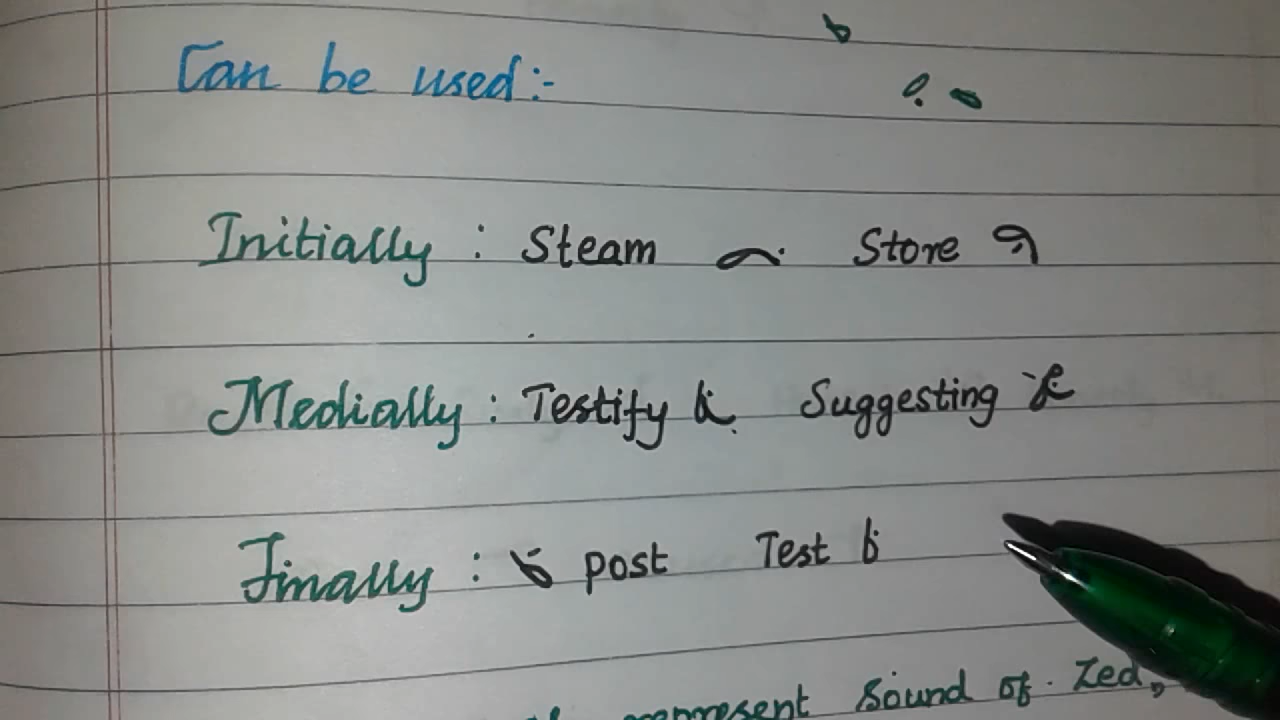 Can be used:-
Initially : Steam Store
Medially : Testify Suggesting
Finally : post Test
represent sound of Zed,